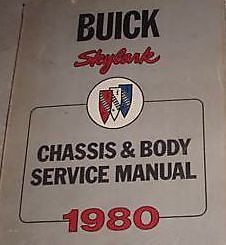 BUICK
Skylark
CHASSIS & BODY
SERVICE MANUAL
1980